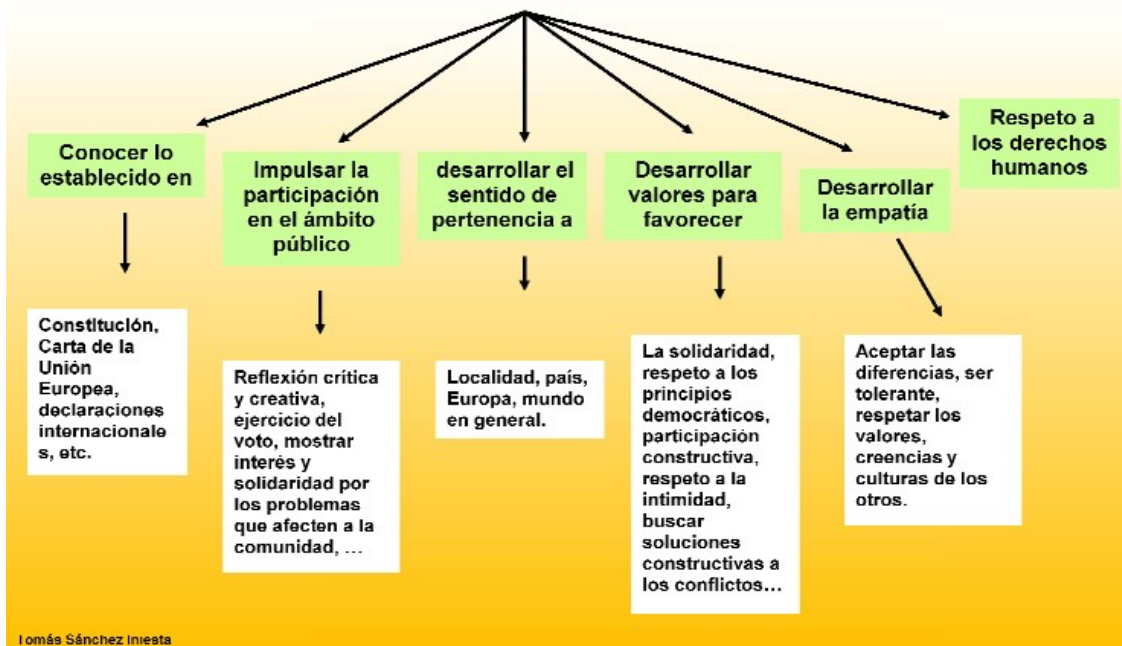 Conocer lo
establecido en
Impulsar la
participación
en el ámbito
público
desarrollar el
sentido de
pertenencia a
Desarrollar
valores para
favorecer
Desarrollar
la empatía
Respeto a
los derechos
humanos
Constitución,
Carta de la
Unión
Europea,
declaraciones
internacionale
s, etc.
Reflexión crítica
y creativa,
ejercicio del
voto, mostrar
interés y
solidaridad por
los problemas
que afecten a la
comunidad, …
Localidad, país,
Europa, mundo
en general.
La solidaridad,
respeto a los
principios
democráticos,
participación
constructiva,
respeto a la
intimidad,
buscar
soluciones
constructivas a
los conflictos…
Aceptar las
diferencias, ser
tolerante,
respetar los
valores,
creencias y
culturas de los
otros.
Tomás Sánchez Iniesta